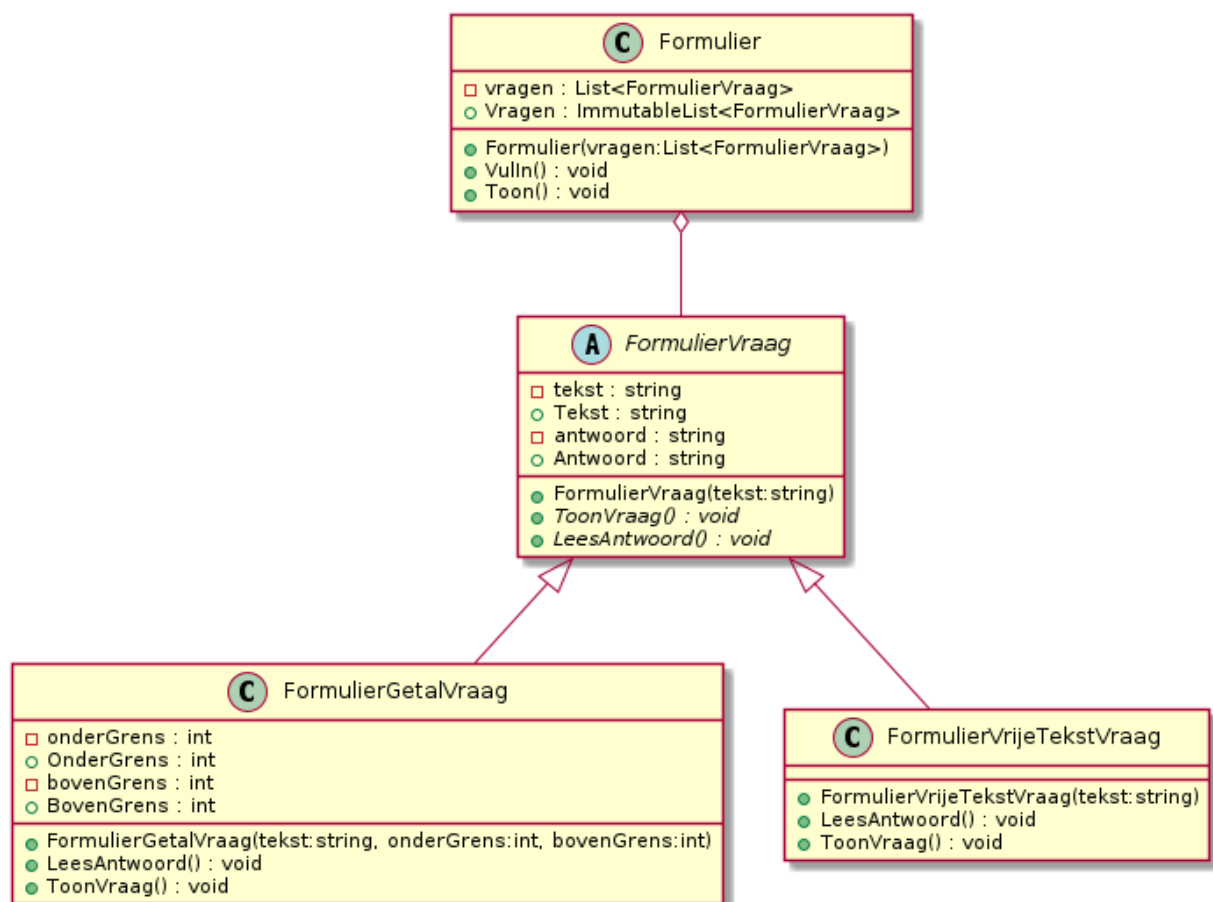 C Formulier
vragen : List<FormulierVraag>
Vragen : ImmutableList<FormulierVraag>
Formulier(vragen:List<FormulierVraag>)
VulIn() : void
Toon() : void
A FormulierVraag
tekst : string
Tekst : string
antwoord : string
Antwoord : string
FormulierVraag(tekst:string)
ToonVraag() : void
LeesAntwoord() : void
C FormulierGetalVraag
onderGrens : int
OnderGrens : int
bovenGrens : int
BovenGrens : int
FormulierGetalVraag(tekst:string, onderGrens:int, bovenGrens:int)
LeesAntwoord() : void
ToonVraag() : void
C FormulierVrijeTekstVraag
FormulierVrijeTekstVraag(tekst:string)
LeesAntwoord() : void
ToonVraag() : void